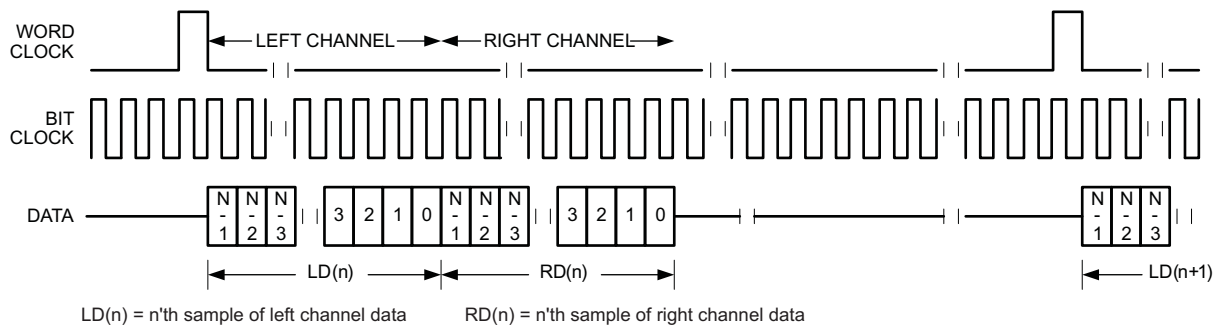 WORD
CLOCK
LEFT CHANNEL
RIGHT CHANNEL
BIT
CLOCK
DATA
N-1 N-2 N-3 3 2 1 0 N-1 N-2 N-3 3 2 1 0 N-1 N-2 N-3
LD(n) RD(n) LD(n+1)
LD(n) = n'th sample of left channel data RD(n) = n'th sample of right channel data